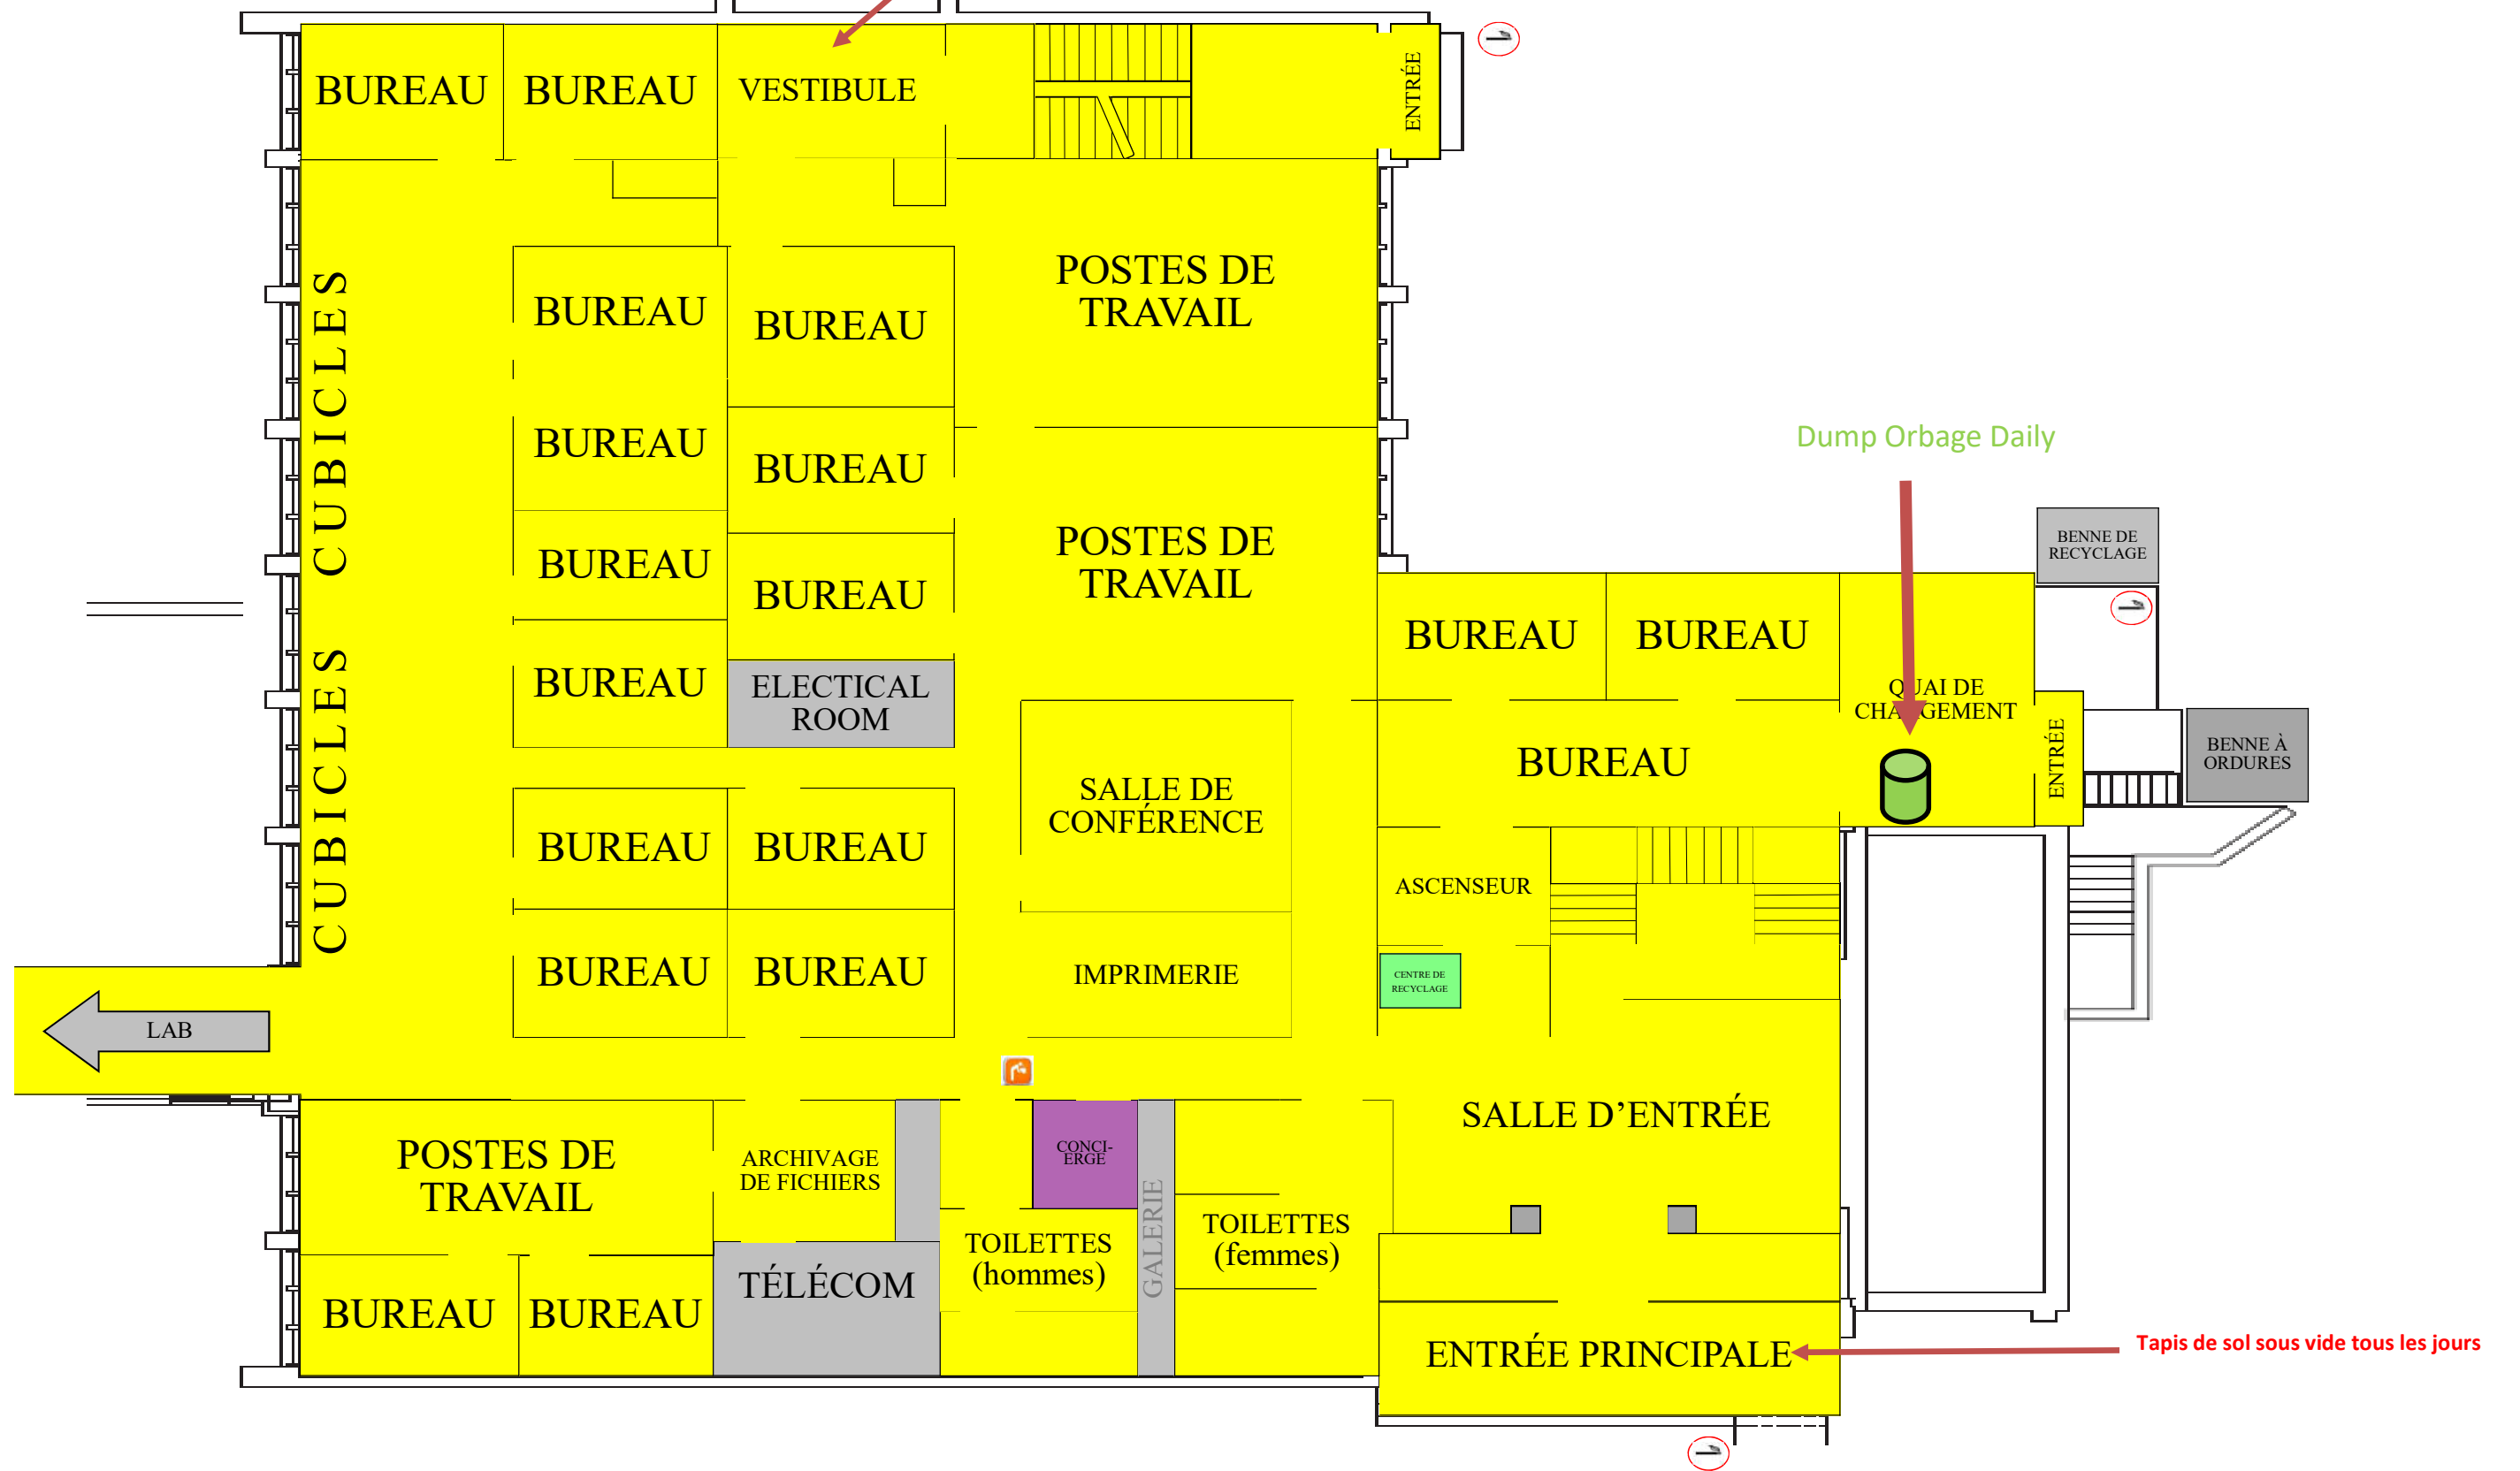 BUREAU
BUREAU
VESTIBULE
ENTRÉE
CUBICLES
CUBICLES
POSTES DE
TRAVAIL
BUREAU
BUREAU
BUREAU
BUREAU
BUREAU
BUREAU
BUREAU
ELECTICAL
ROOM
POSTES DE
TRAVAIL
Dump Orbage Daily
BENNE DE
RECYCLAGE
BUREAU
BUREAU
QUAI DE
CHARGEMENT
BUREAU
ENTRÉE
BENNE À
ORDURES
SALLE DE
CONFÉRENCE
BUREAU
BUREAU
ASCENSEUR
BUREAU
BUREAU
IMPRIMERIE
CENTRE DE
RECYCLAGE
LAB
POSTES DE
TRAVAIL
ARCHIVAGE
DE FICHIERS
CONCI-
ERGE
SALLE D’ENTRÉE
TOILETTES
(hommes)
GALERIE
TOILETTES
(femmes)
BUREAU
BUREAU
TÉLÉCOM
ENTRÉE PRINCIPALE
Tapis de sol sous vide tous les jours